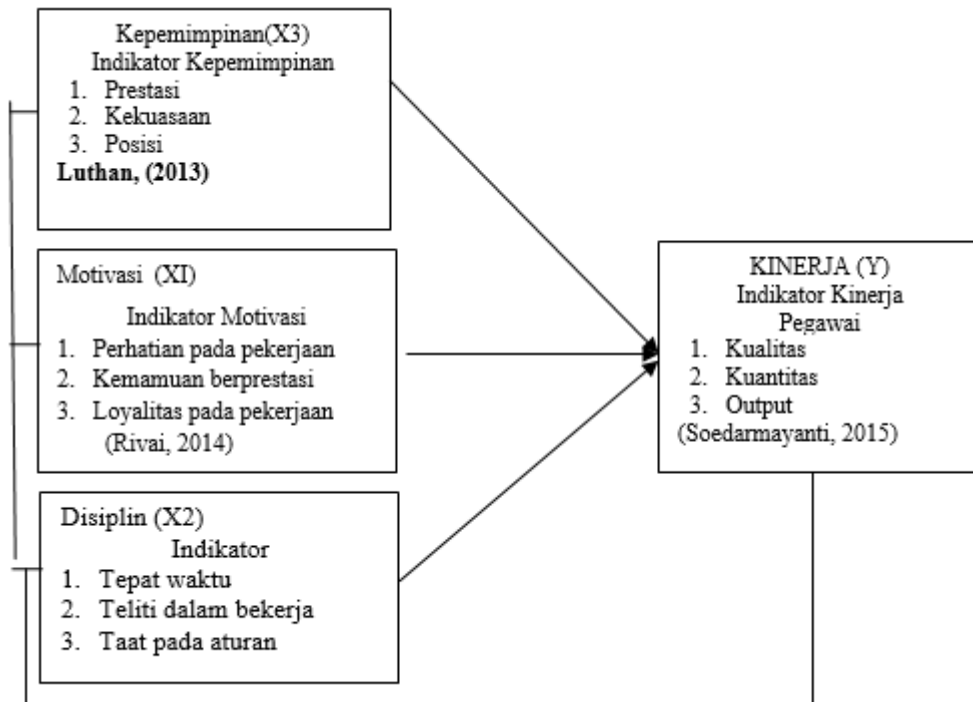 Kepemimpinan(X3)
Indikator Kepemimpinan
1. Prestasi
2. Kekuasaan
3. Posisi
Luthan, (2013)
Motivasi (XI)
Indikator Motivasi
1. Perhatian pada pekerjaan
2. Kemamuan berprestasi
3. Loyalitas pada pekerjaan
(Rivai, 2014)
Disiplin (X2)
Indikator
1. Tepat waktu
2. Teliti dalam bekerja
3. Taat pada aturan
KINERJA (Y)
Indikator Kinerja
Pegawai
1. Kualitas
2. Kuantitas
3. Output
(Soedarmayanti, 2015)